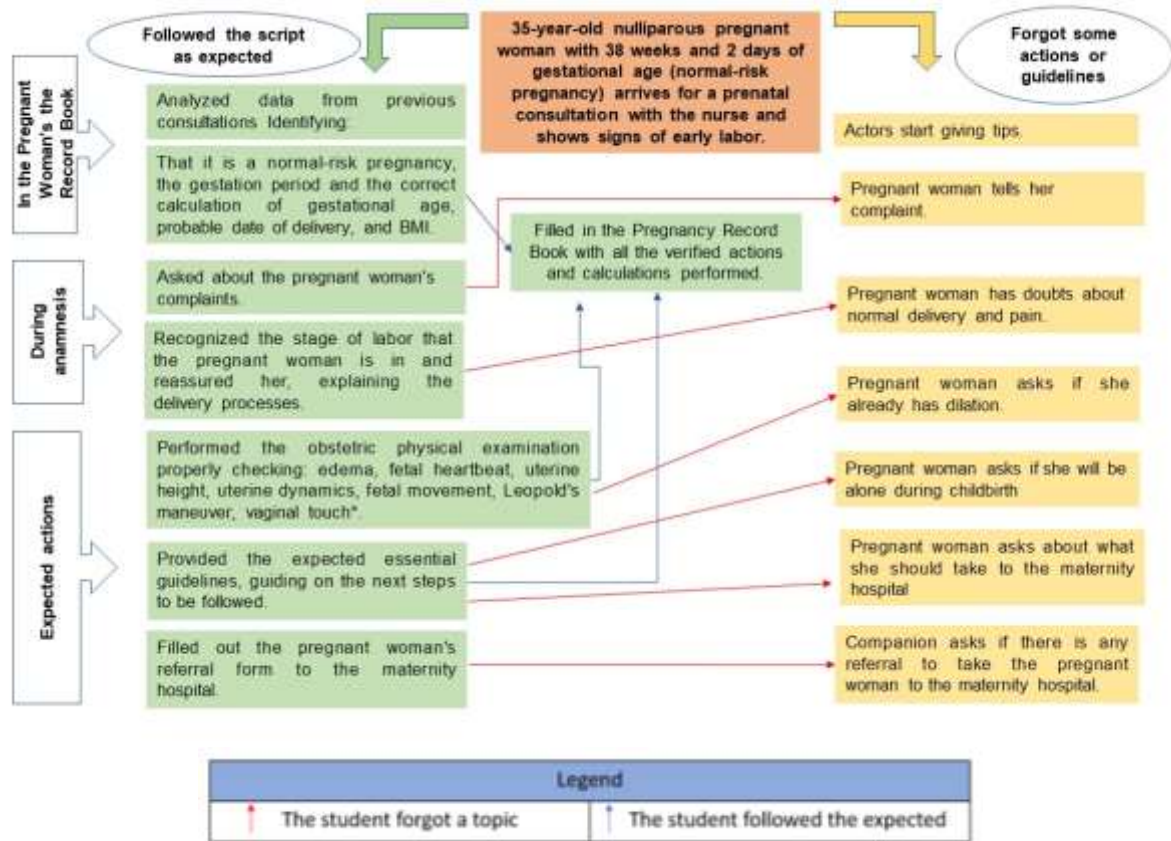 Followed the script
as expected
35-year-old nulliparous pregnant
woman with 38 weeks and 2 days of
gestational age (normal-risk
pregnancy) arrives for a prenatal
consultation with the nurse and
shows signs of early labor.
Forgot some
actions or
guidelines
In the Pregnant
Woman's the
Record Book
Analyzed data from previous
consultations Identifying:
That it is a normal-risk pregnancy,
the gestation period and the correct
calculation of gestational age,
probable date of delivery, and BMI.
Filled in the Pregnancy Record
Book with all the verified actions
and calculations performed.
Actors start giving tips.
Pregnant woman tells her
complaint.
During
anamnesis
Asked about the pregnant woman's
complaints.
Recognized the stage of labor that
the pregnant woman is in and
reassured her, explaining the
delivery processes.
Pregnant woman has doubts about
normal delivery and pain.
Pregnant woman asks if she
already has dilation.
Expected actions
Performed the obstetric physical examination
properly checking: edema, fetal heartbeat, uterine
height, uterine dynamics, fetal movement, Leopold's
maneuver, vaginal touch*.
Provided the expected essential
guidelines, guiding on the next steps
to be followed.
Filled out the pregnant woman's
referral form to the maternity
hospital.
Pregnant woman asks if she will be
alone during childbirth
Pregnant woman asks about what
she should take to the maternity
hospital
Companion asks if there is any
referral to take the pregnant
woman to the maternity hospital.
Legend
The student forgot a topic
The student followed the expected